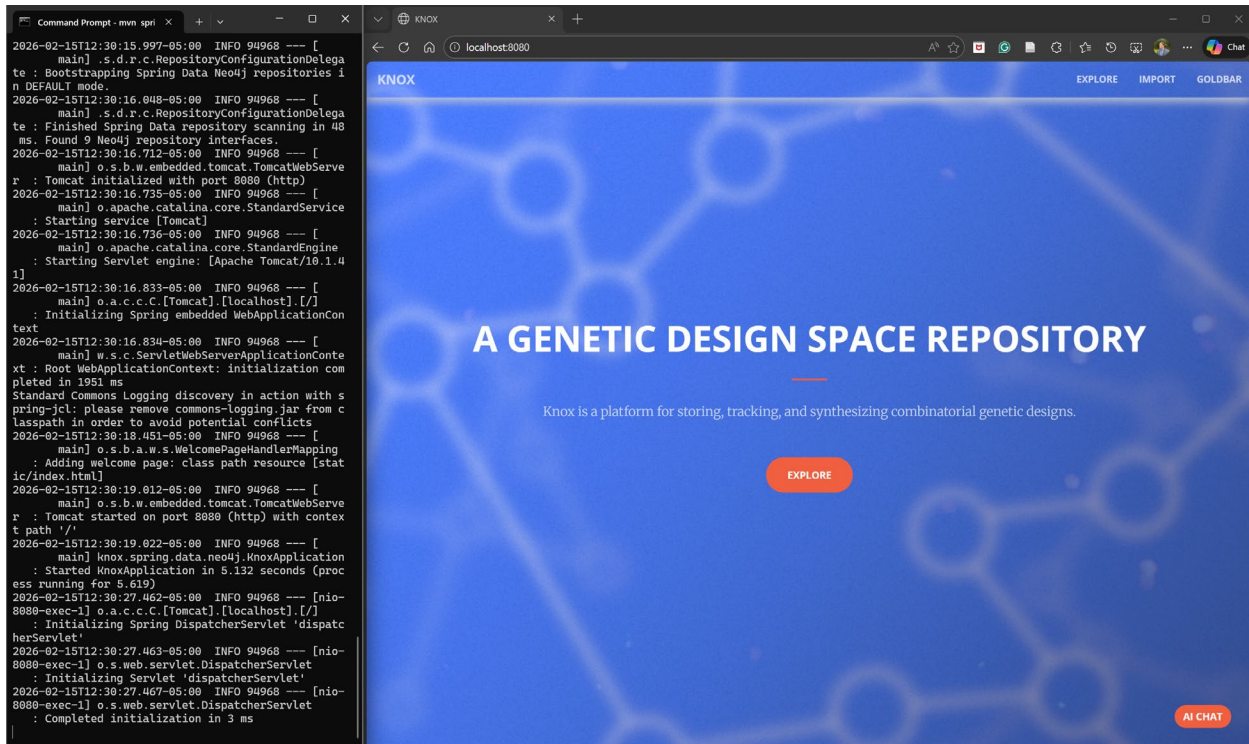 Command Prompt - mvn spri
2026-02-15T12:30:15.997-05:00 INFO 94968 --- [
main] .s.d.r.c.RepositoryConfigurationDelega
te : Bootstrapping Spring Data Neo4j repositories i
n DEFAULT mode.
2026-02-15T12:30:16.048-05:00 INFO 94968 --- [
main] .s.d.r.c.RepositoryConfigurationDelega
te : Finished Spring Data repository scanning in 48
ms. Found 9 Neo4j repository interfaces.
2026-02-15T12:30:16.712-05:00 INFO 94968 --- [
main] o.s.b.w.embedded.tomcat.TomcatWebServe
r : Tomcat initialized with port 8080 (http)
2026-02-15T12:30:16.735-05:00 INFO 94968 --- [
main] o.apache.catalina.core.StandardService
: Starting service [Tomcat]
2026-02-15T12:30:16.736-05:00 INFO 94968 --- [
main] o.apache.catalina.core.StandardEngine
: Starting Servlet engine: [Apache Tomcat/10.1.4
1]
2026-02-15T12:30:16.833-05:00 INFO 94968 --- [
main] o.a.c.c.C.[Tomcat].[localhost].[/]
: Initializing Spring embedded WebApplicationCon
text
2026-02-15T12:30:16.834-05:00 INFO 94968 --- [
main] w.s.c.ServletWebServerApplicationConte
xt : Root WebApplicationContext: initialization com
pleted in 1951 ms
Standard Commons Logging discovery in action with s
pring-jcl: please remove commons-logging.jar from c
lasspath in order to avoid potential conflicts
2026-02-15T12:30:18.451-05:00 INFO 94968 --- [
main] o.s.b.a.w.s.WelcomePageHandlerMapping
: Adding welcome page: class path resource [stat
ic/index.html]
2026-02-15T12:30:19.012-05:00 INFO 94968 --- [
main] o.s.b.w.embedded.tomcat.TomcatWebServe
r : Tomcat started on port 8080 (http) with contex
t path '/'
2026-02-15T12:30:19.022-05:00 INFO 94968 --- [
main] knox.spring.data.neo4j.KnoxApplication
: Started KnoxApplication in 5.132 seconds (proc
ess running for 5.619)
2026-02-15T12:30:27.462-05:00 INFO 94968 --- [nio-
8080-exec-1] o.a.c.c.C.[Tomcat].[localhost].[/]
: Initializing Spring DispatcherServlet 'dispatc
herServlet'
2026-02-15T12:30:27.463-05:00 INFO 94968 --- [nio-
8080-exec-1] o.s.web.servlet.DispatcherServlet
: Initializing Servlet 'dispatcherServlet'
2026-02-15T12:30:27.467-05:00 INFO 94968 --- [nio-
8080-exec-1] o.s.web.servlet.DispatcherServlet
: Completed initialization in 3 ms
KNOX
localhost:8080
Chat
KNOX EXPLORE IMPORT GOLDBAR
A GENETIC DESIGN SPACE REPOSITORY
Knox is a platform for storing, tracking, and synthesizing combinatorial genetic designs.
EXPLORE
AI CHAT